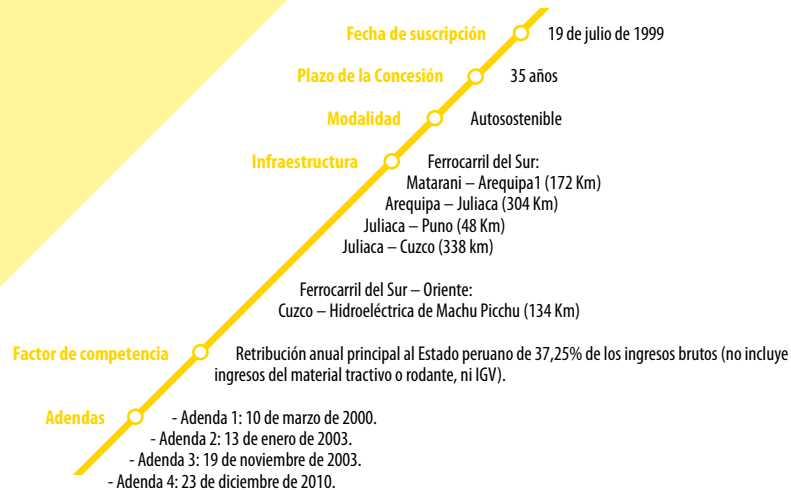 Fecha de suscripción 19 de julio de 1999
Plazo de la Concesión 35 años
Modalidad Autosostenible
Infraestructura Ferrocarril del Sur:
Matarani – Arequipa1 (172 Km)
Arequipa – Juliaca (304 Km)
Juliaca – Puno (48 Km)
Juliaca – Cuzco (338 km)
Ferrocarril del Sur – Oriente:
Cuzco – Hidroeléctrica de Machu Picchu (134 Km)
Factor de competencia Retribución anual principal al Estado peruano de 37,25% de los ingresos brutos (no incluye
ingresos del material tractivo o rodante, ni IGV).
Adendas - Adenda 1: 10 de marzo de 2000.
- Adenda 2: 13 de enero de 2003.
- Adenda 3: 19 de noviembre de 2003.
- Adenda 4: 23 de diciembre de 2010.